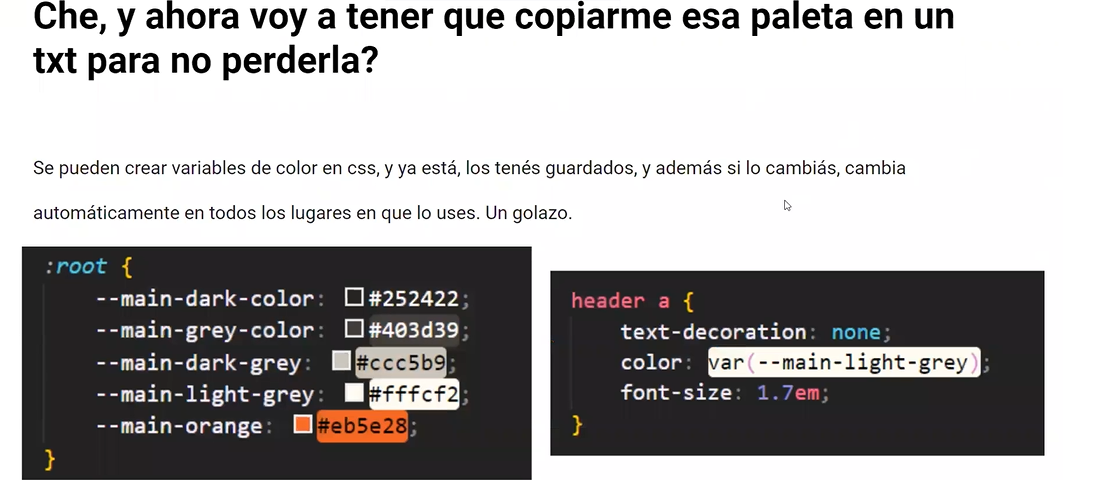 Che, y ahora voy a tener que copiarme esa paleta en un
txt para no perderla?
Se pueden crear variables de color en css, y ya está, los tenés guardados, y además si lo cambiás, cambia
automáticamente en todos los lugares en que lo uses. Un golazo.
:root {
--main-dark-color: #252422;
--main-grey-color: #403d39;
--main-dark-grey: #ccc5b9;
--main-light-grey: #fffcf2;
--main-orange: #eb5e28;
}
header a {
text-decoration: none;
color: var(--main-light-grey);
font-size: 1.7em;
}